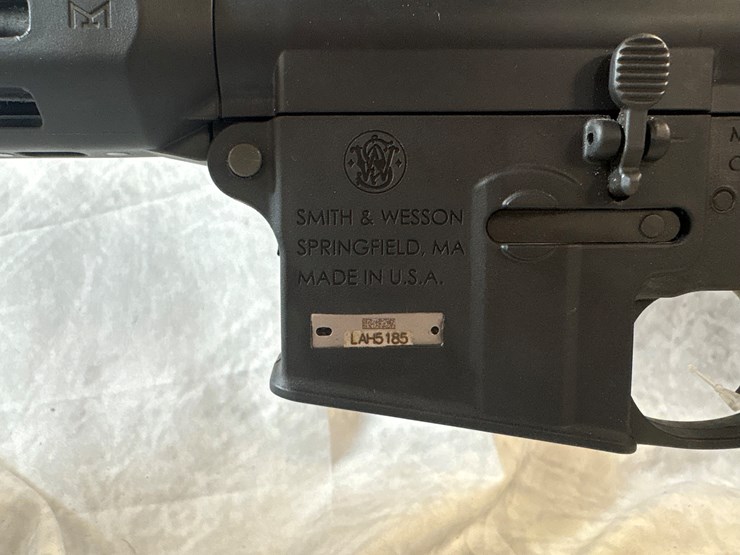 SMITH & WESSON
SPRINGFIELD, MA
MADE IN U.S.A.
LAH5185